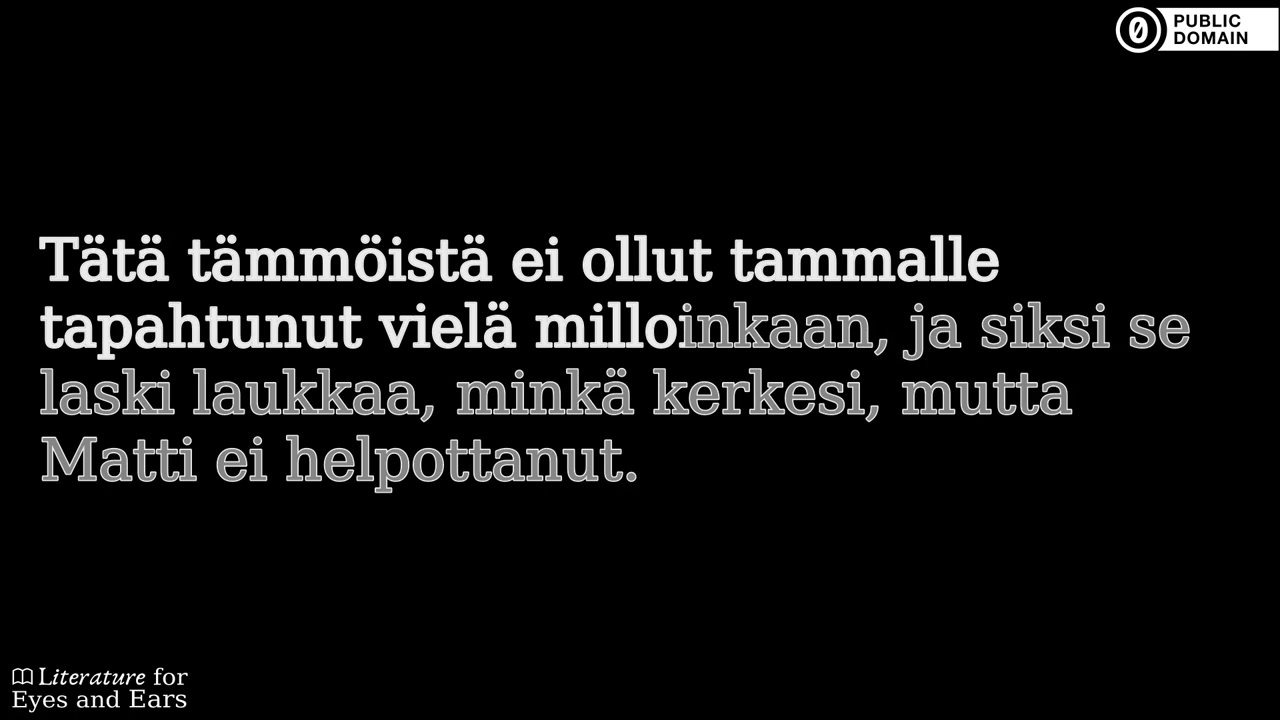 PUBLIC
DOMAIN
Tätä tämmöistä ei ollut tammalle
tapahtunut vielä milloinkaan, ja siksi se
laski laukkaa, minkä kerkesi, mutta
Matti ei helpottanut.
Literature for
Eyes and Ears